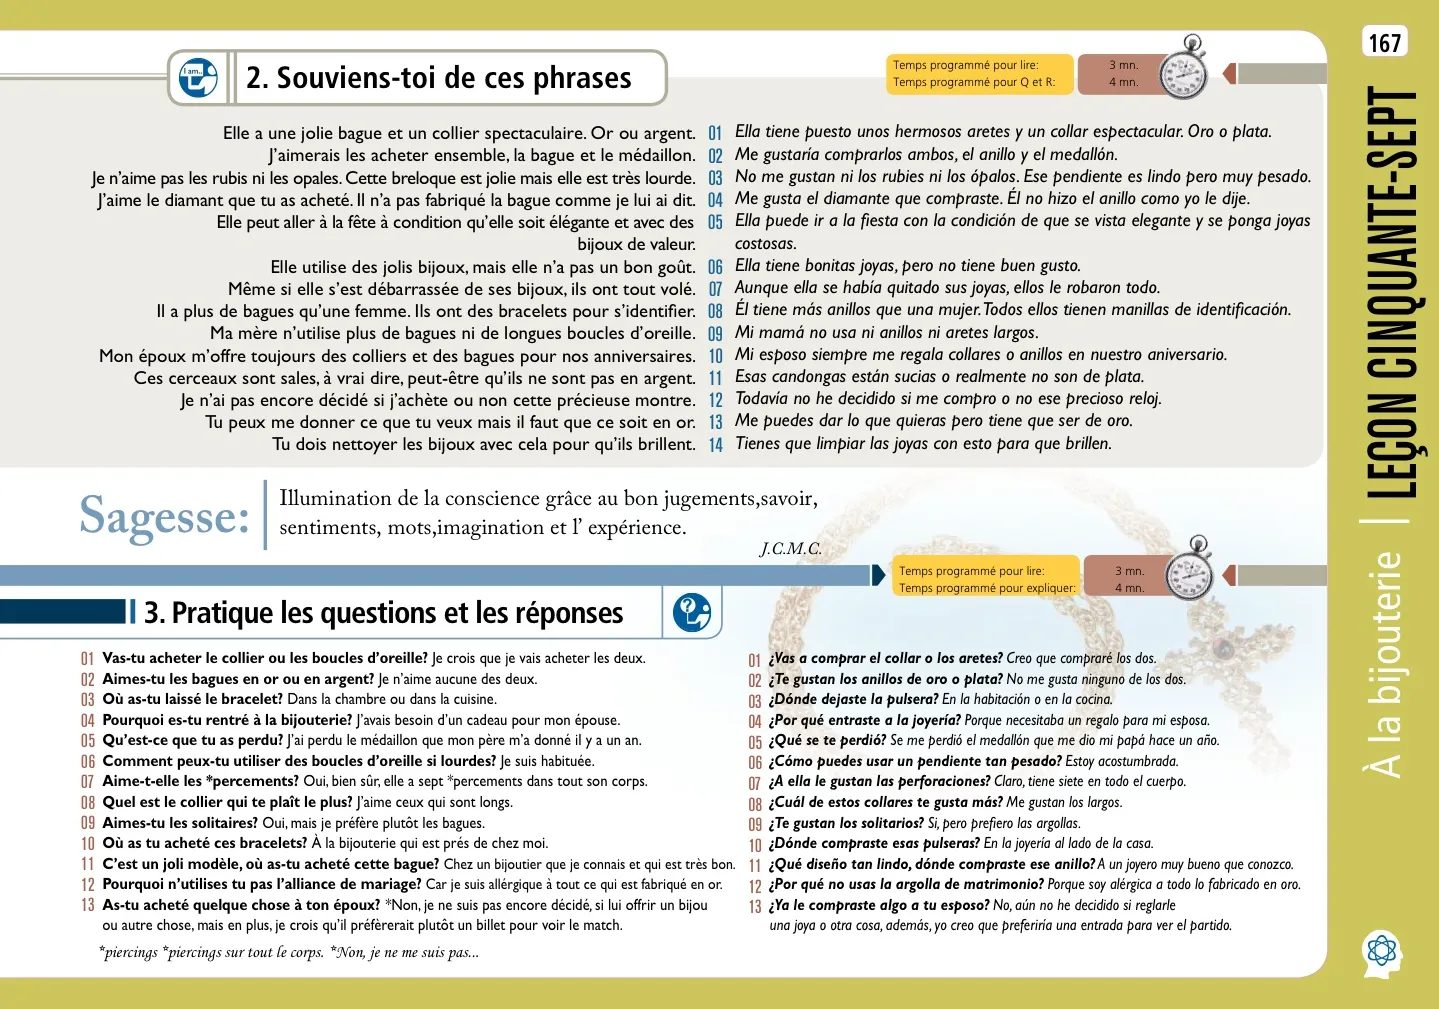 167
2. Souviens-toi de ces phrases
I am..
Temps programmé pour lire: 3 mn.
Temps programmé pour Q et R: 4 mn.
Elle a une jolie bague et un collier spectaculaire. Or ou argent. 01 Ella tiene puesto unos hermosos aretes y un collar espectacular. Oro o plata.
J'aimerais les acheter ensemble, la bague et le médaillon. 02 Me gustaría comprarlos ambos, el anillo y el medallón.
Je n'aime pas les rubis ni les opales. Cette breloque est jolie mais elle est très lourde. 03 No me gustan ni los rubies ni los ópalos. Ese pendiente es lindo pero muy pesado.
J'aime le diamant que tu as acheté. Il n'a pas fabriqué la bague comme je lui ai dit. 04 Me gusta el diamante que compraste. Él no hizo el anillo como yo le dije.
Elle peut aller à la fête à condition qu'elle soit élégante et avec des 05 Ella puede ir a la fiesta con la condición de que se vista elegante y se ponga joyas
bijoux de valeur. costosas.
Elle utilise des jolis bijoux, mais elle n'a pas un bon goût. 06 Ella tiene bonitas joyas, pero no tiene buen gusto.
Même si elle s'est débarrassée de ses bijoux, ils ont tout volé. 07 Aunque ella se había quitado sus joyas, ellos le robaron todo.
Il a plus de bagues qu'une femme. Ils ont des bracelets pour s'identifier. 08 Él tiene más anillos que una mujer. Todos ellos tienen manillas de identificación.
Ma mère n'utilise plus de bagues ni de longues boucles d'oreille. 09 Mi mamá no usa ni anillos ni aretes largos.
Mon époux m'offre toujours des colliers et des bagues pour nos anniversaires. 10 Mi esposo siempre me regala collares o anillos en nuestro aniversario.
Ces cerceaux sont sales, à vrai dire, peut-être qu'ils ne sont pas en argent. 11 Esas candongas están sucias o realmente no son de plata.
Je n'ai pas encore décidé si j'achète ou non cette précieuse montre. 12 Todavía no he decidido si me compro o no ese precioso reloj.
Tu peux me donner ce que tu veux mais il faut que ce soit en or. 13 Me puedes dar lo que quieras pero tiene que ser de oro.
Tu dois nettoyer les bijoux avec cela pour qu'ils brillent. 14 Tienes que limpiar las joyas con esto para que brillen.
Sagesse:
Illumination de la conscience grâce au bon jugements,savoir,
sentiments, mots,imagination et l' expérience.
J.C.M.C.
Temps programmé pour lire: 3 mn.
Temps programmé pour expliquer: 4 mn.
3. Pratique les questions et les réponses
01 Vas-tu acheter le collier ou les boucles d'oreille? Je crois que je vais acheter les deux.
02 Aimes-tu les bagues en or ou en argent? Je n'aime aucune des deux.
03 Où as-tu laissé le bracelet? Dans la chambre ou dans la cuisine.
04 Pourquoi es-tu rentré à la bijouterie? J'avais besoin d'un cadeau pour mon épouse.
05 Qu'est-ce que tu as perdu? J'ai perdu le médaillon que mon père m'a donné il y a un an.
06 Comment peux-tu utiliser des boucles d'oreille si lourdes? Je suis habituée.
07 Aime-t-elle les *percements? Oui, bien sûr, elle a sept *percements dans tout son corps.
08 Quel est le collier qui te plaît le plus? J'aime ceux qui sont longs.
09 Aimes-tu les solitaires? Oui, mais je préfère plutôt les bagues.
10 Où as tu acheté ces bracelets? À la bijouterie qui est prés de chez moi.
11 C'est un joli modèle, où as-tu acheté cette bague? Chez un bijoutier que je connais et qui est très bon.
12 Pourquoi n'utilises tu pas l'alliance de mariage? Car je suis allérgique à tout ce qui est fabriqué en or.
13 As-tu acheté quelque chose à ton époux? *Non, je ne suis pas encore décidé, si lui offrir un bijou
ou autre chose, mais en plus, je crois qu'il préfèrerait plutôt un billet pour voir le match.
*piercings *piercings sur tout le corps. *Non, je ne me suis pas...
01 ¿Vas a comprar el collar o los aretes? Creo que compraré los dos.
02 ¿Te gustan los anillos de oro o plata? No me gusta ninguno de los dos.
03 ¿Dónde dejaste la pulsera? En la habitación o en la cocina.
04 ¿Por qué entraste a la joyería? Porque necesitaba un regalo para mi esposa.
05 ¿Qué se te perdió? Se me perdió el medallón que me dio mi papá hace un año.
06 ¿Cómo puedes usar un pendiente tan pesado? Estoy acostumbrada.
07 ¿A ella le gustan las perforaciones? Claro, tiene siete en todo el cuerpo.
08 ¿Cuál de estos collares te gusta más? Me gustan los largos.
09 ¿Te gustan los solitarios? Si, pero prefiero las argollas.
10 ¿Dónde compraste esas pulseras? En la joyería al lado de la casa.
11 ¿Qué diseño tan lindo, dónde compraste ese anillo? A un joyero muy bueno que conozco.
12 ¿Por qué no usas la argolla de matrimonio? Porque soy alérgica a todo lo fabricado en oro.
13 ¿Ya le compraste algo a tu esposo? No, aún no he decidido si reglarle
una joya o otra cosa, además, yo creo que preferiría una entrada para ver el partido.
À la bijouterie | LEÇON CINQUANTE-SEPT